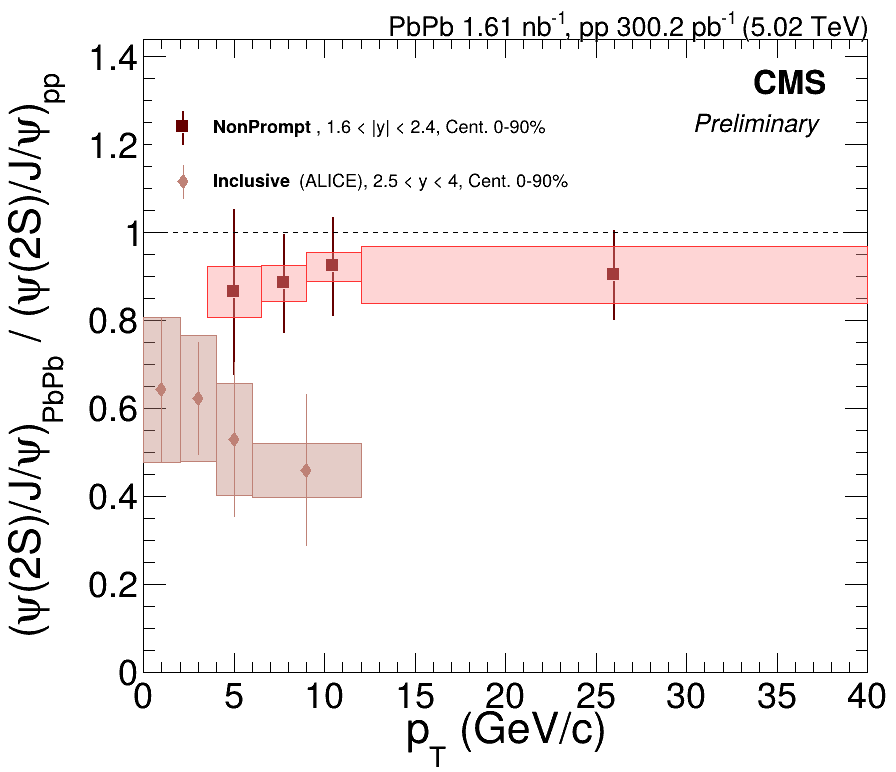 PbPb 1.61 nb⁻¹, pp 300.2 pb⁻¹ (5.02 TeV)
CMS
Preliminary
NonPrompt , 1.6 < |y| < 2.4, Cent. 0-90%
Inclusive (ALICE), 2.5 < y < 4, Cent. 0-90%
(ψ(2S)/J/ψ)_PbPb / (ψ(2S)/J/ψ)_pp
1.4
1.2
1
0.8
0.6
0.4
0.2
0
0 5 10 15 20 25 30 35 40
p_T (GeV/c)